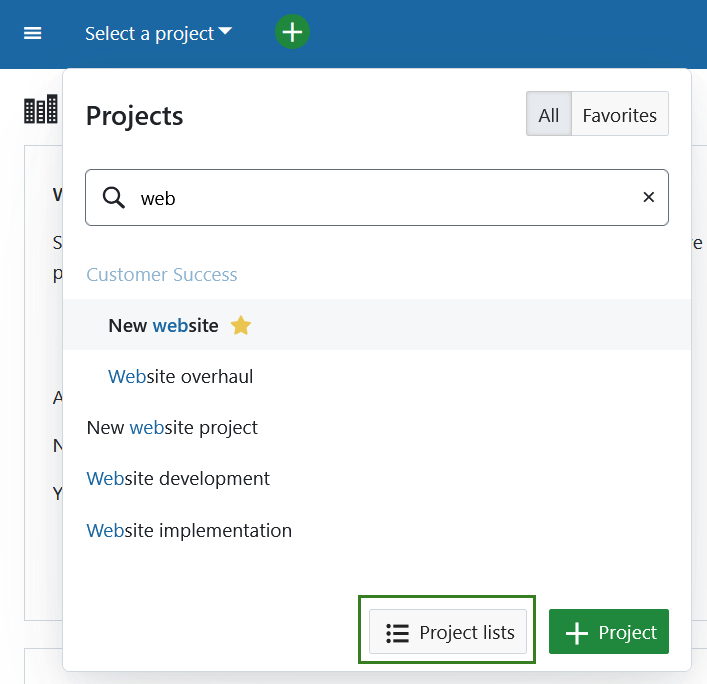 Select a project
Projects
All
Favorites
web
Customer Success
New website
Website overhaul
New website project
Website development
Website implementation
Project lists
Project